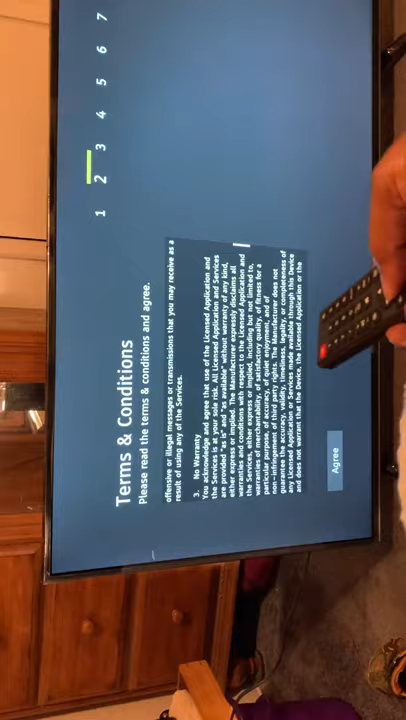 1 2 3 4 5 6 7
Terms & Conditions
Please read the terms & conditions and agree.
offensive or illegal messages or transmissions that you may receive as a
result of using any of the Services.
3. No Warranty
You acknowledge and agree that use of the Licensed Application and
the Services is at your sole risk. All Licensed Application and Services
are provided "as is" and "as available" without warranty of any kind,
either express or implied. The Manufacturer expressly disclaims all
warranties and conditions with respect to the Licensed Application and
the Services, either express or implied, including but not limited to,
warranties of merchantability, of satisfactory quality, of fitness for a
particular purpose, of accuracy, of quiet enjoyment, and of
non-infringement of third party rights. The Manufacturer does not
guarantee the accuracy, validity, timeliness, legality, or completeness of
any Licensed Application or Services made available through this Device
and does not warrant that the Device, the Licensed Application or the
Agree